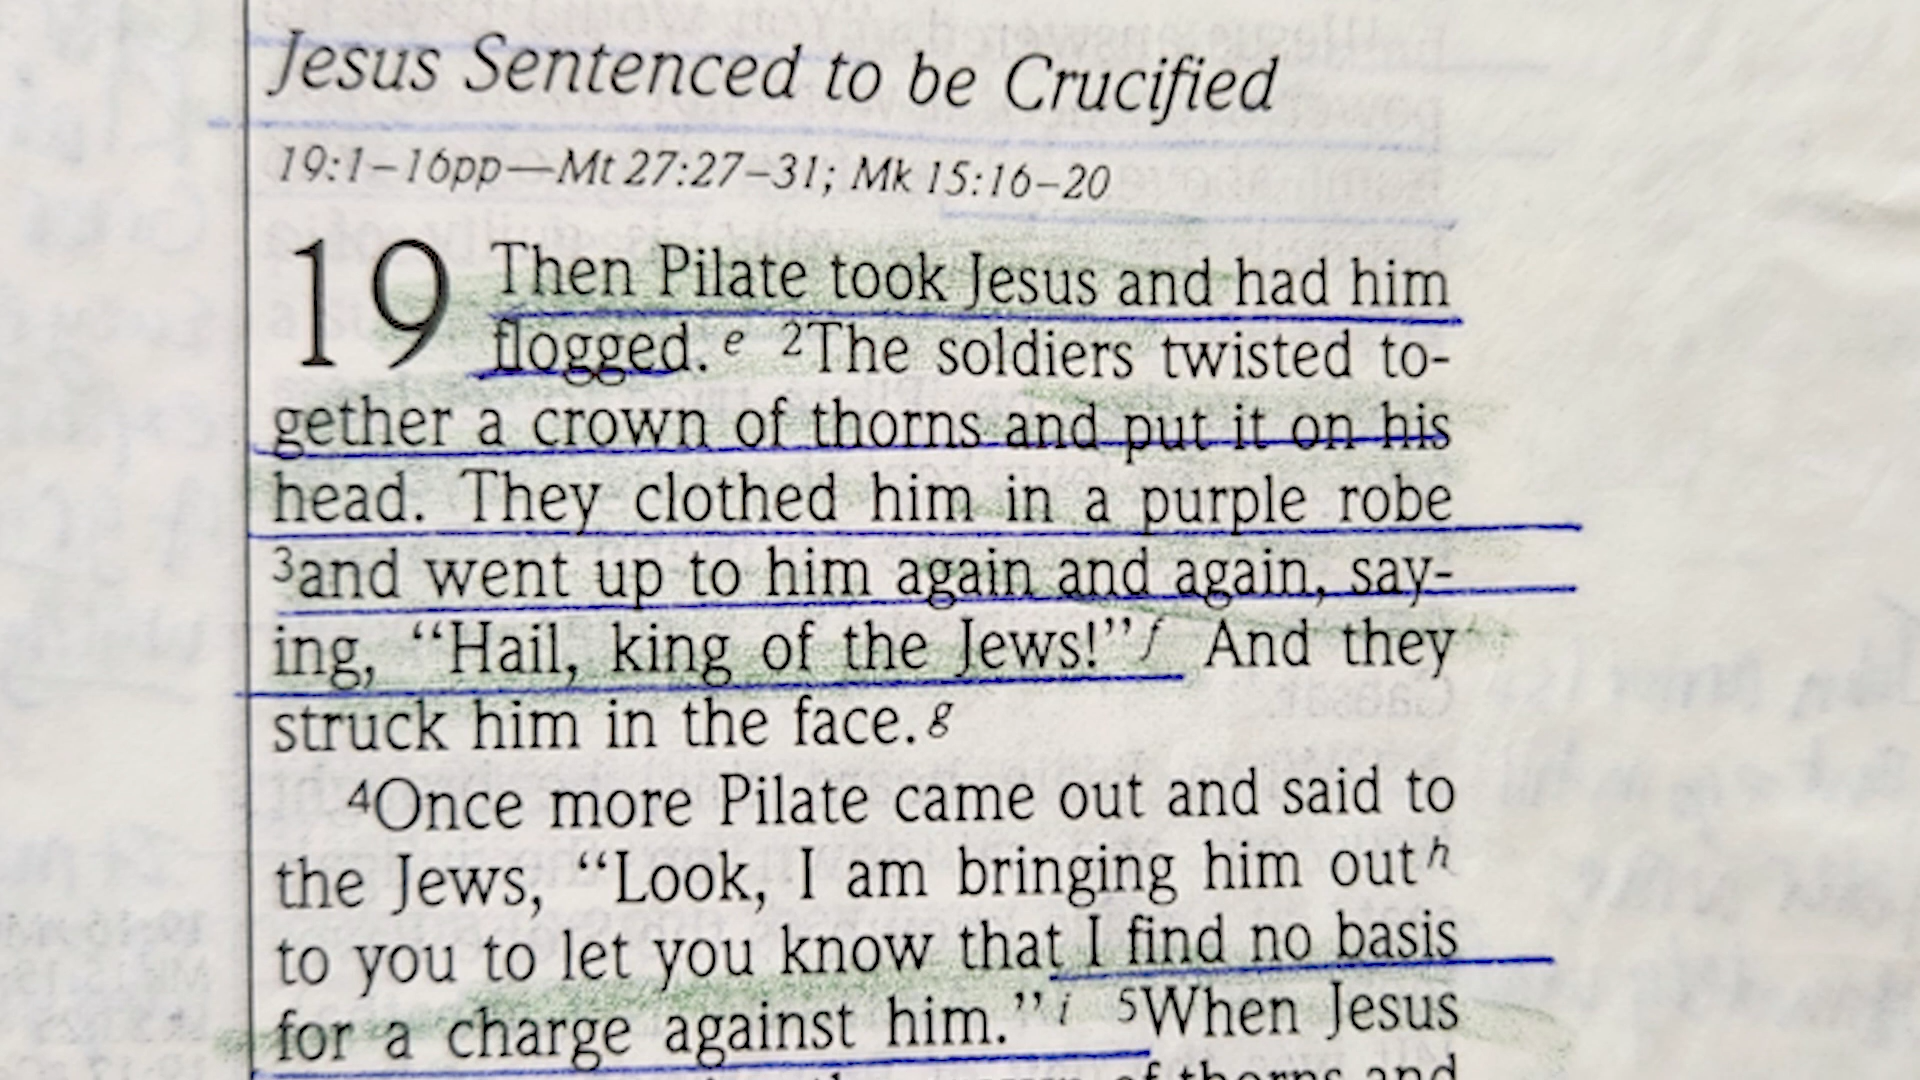 Jesus Sentenced to be Crucified
19:1–16pp—Mt 27:27–31; Mk 15:16–20
19 Then Pilate took Jesus and had him
flogged. e 2The soldiers twisted to-
gether a crown of thorns and put it on his
head. They clothed him in a purple robe
3and went up to him again and again, say-
ing, “Hail, king of the Jews!” f And they
struck him in the face. g
4Once more Pilate came out and said to
the Jews, “Look, I am bringing him out h
to you to let you know that I find no basis
for a charge against him.” i 5When Jesus
of thorns and